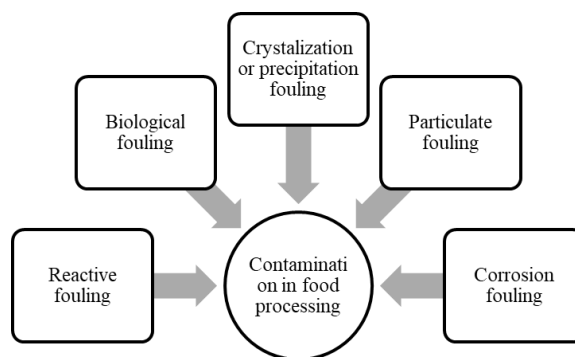 Crystalization
or precipitation
fouling
Biological
fouling
Particulate
fouling
Reactive
fouling
Contaminati
on in food
processing
Corrosion
fouling